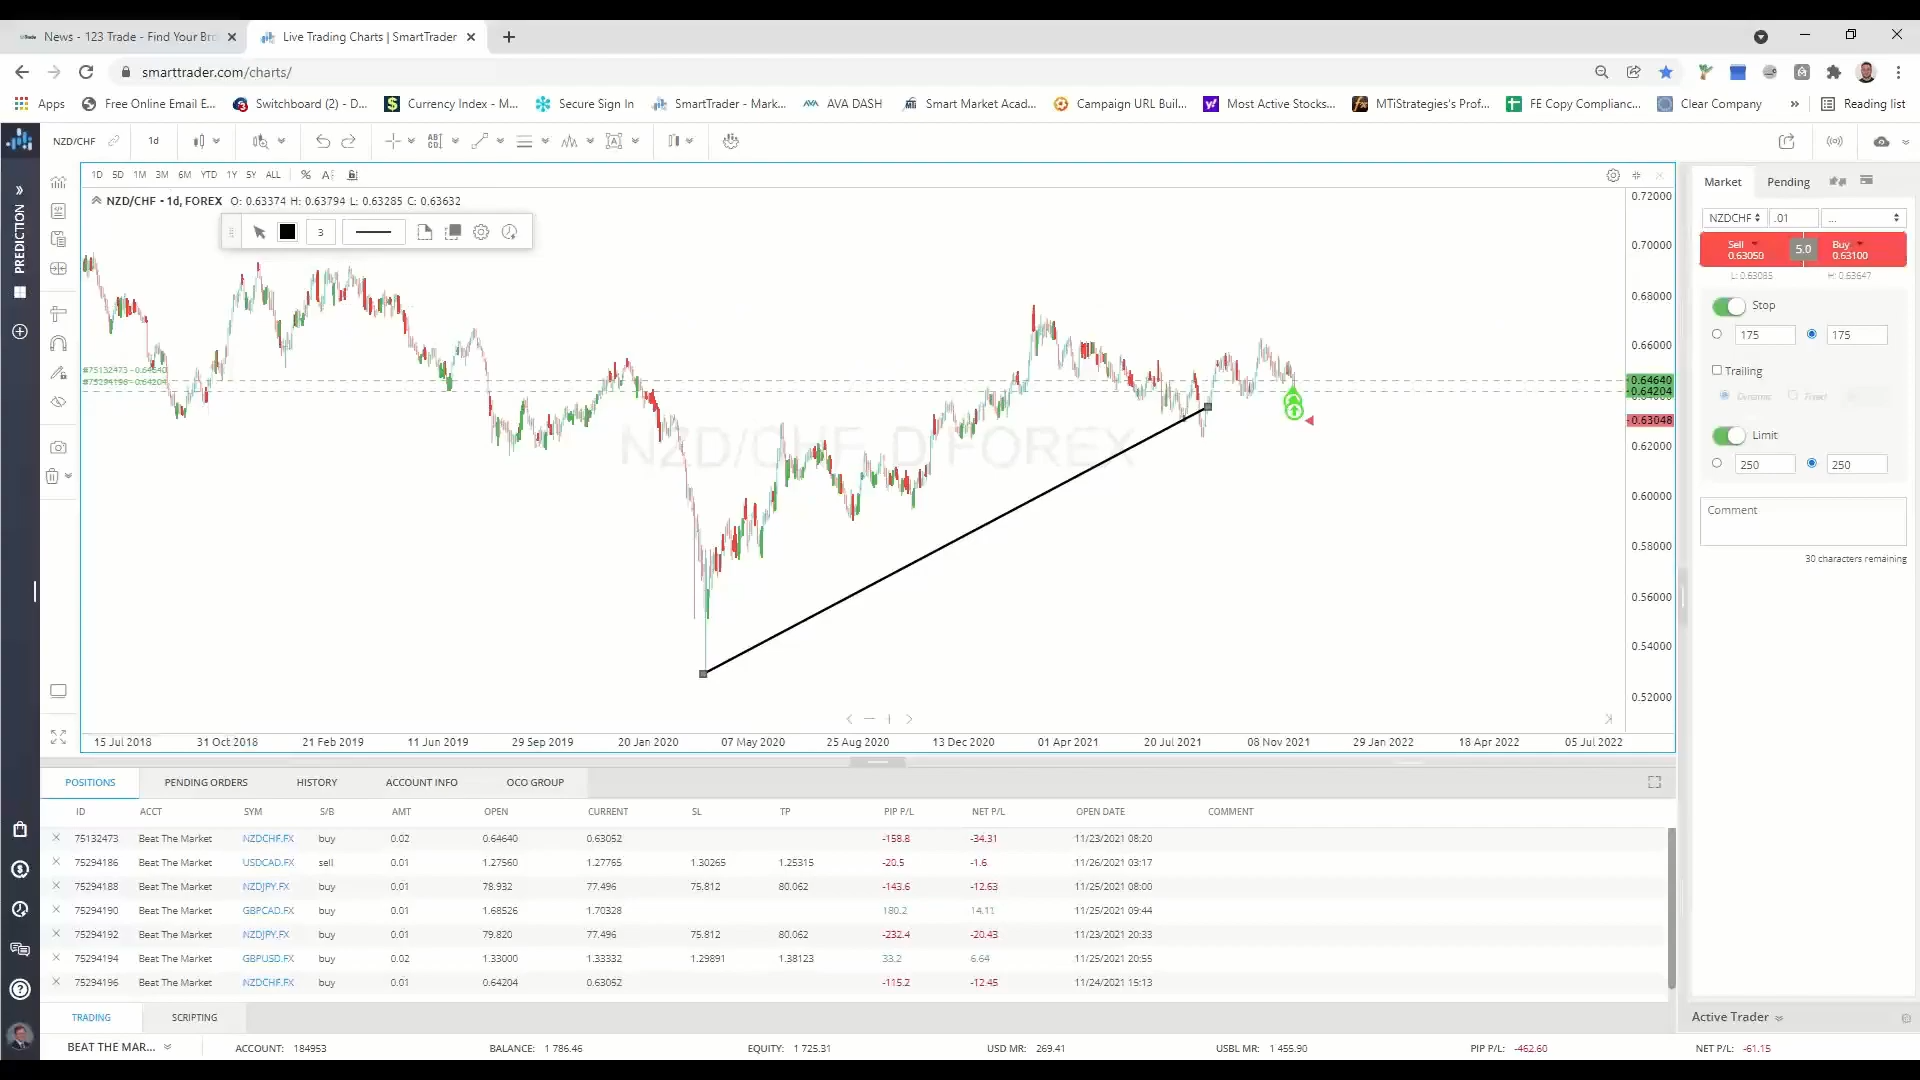 News - 123 Trade - Find Your Bro
Live Trading Charts | SmartTrader
smarttrader.com/charts/
Apps
Free Online Email E...
Switchboard (2) - D...
Currency Index - M...
Secure Sign In
SmartTrader - Mark...
AVA DASH
Smart Market Acad...
Campaign URL Buil...
Most Active Stocks...
MTiStrategies's Prof...
FE Copy Complianc...
Clear Company
Reading list
NZD/CHF
1d
1D 5D 1M 3M 6M YTD 1Y 5Y ALL %
NZD/CHF - 1d, FOREX O: 0.63374 H: 0.63794 L: 0.63285 C: 0.63632
3
PREDICTION
#75132473 - 0.64640
#75294196 - 0.64204
NZD/CHF, D, FOREX
0.72000
0.70000
0.68000
0.66000
0.64640
0.64204
0.63048
0.62000
0.60000
0.58000
0.56000
0.54000
0.52000
15 Jul 2018 31 Oct 2018 21 Feb 2019 11 Jun 2019 29 Sep 2019 20 Jan 2020 07 May 2020 25 Aug 2020 13 Dec 2020 01 Apr 2021 20 Jul 2021 08 Nov 2021 29 Jan 2022 18 Apr 2022 05 Jul 2022
Market Pending
NZDCHF .01 ...
Sell 5.0 Buy
0.63050 0.63100
L: 0.63085 H: 0.63647
Stop
175 175
Trailing
Dynamic Fixed
Limit
250 250
Comment
30 characters remaining
Active Trader
POSITIONS PENDING ORDERS HISTORY ACCOUNT INFO OCO GROUP
ID ACCT SYM S/B AMT OPEN CURRENT SL TP PIP P/L NET P/L OPEN DATE COMMENT
75132473 Beat The Market NZDCHF.FX buy 0.02 0.64640 0.63052 -158.8 -34.31 11/23/2021 08:20
75294186 Beat The Market USDCAD.FX sell 0.01 1.27560 1.27765 1.30265 1.25315 -20.5 -1.6 11/26/2021 03:17
75294188 Beat The Market NZDJPY.FX buy 0.01 78.932 77.496 75.812 80.062 -143.6 -12.63 11/25/2021 08:00
75294190 Beat The Market GBPCAD.FX buy 0.01 1.68526 1.70328 180.2 14.11 11/25/2021 09:44
75294192 Beat The Market NZDJPY.FX buy 0.01 79.820 77.496 75.812 80.062 -232.4 -20.43 11/23/2021 20:33
75294194 Beat The Market GBPUSD.FX buy 0.02 1.33000 1.33332 1.29891 1.38123 33.2 6.64 11/25/2021 20:55
75294196 Beat The Market NZDCHF.FX buy 0.01 0.64204 0.63052 -115.2 -12.45 11/24/2021 15:13
TRADING SCRIPTING
BEAT THE MAR... ACCOUNT: 184953 BALANCE: 1 786.46 EQUITY: 1 725.31 USD MR: 269.41 USBL MR: 1 455.90 PIP P/L: -462.60 NET P/L: -61.15